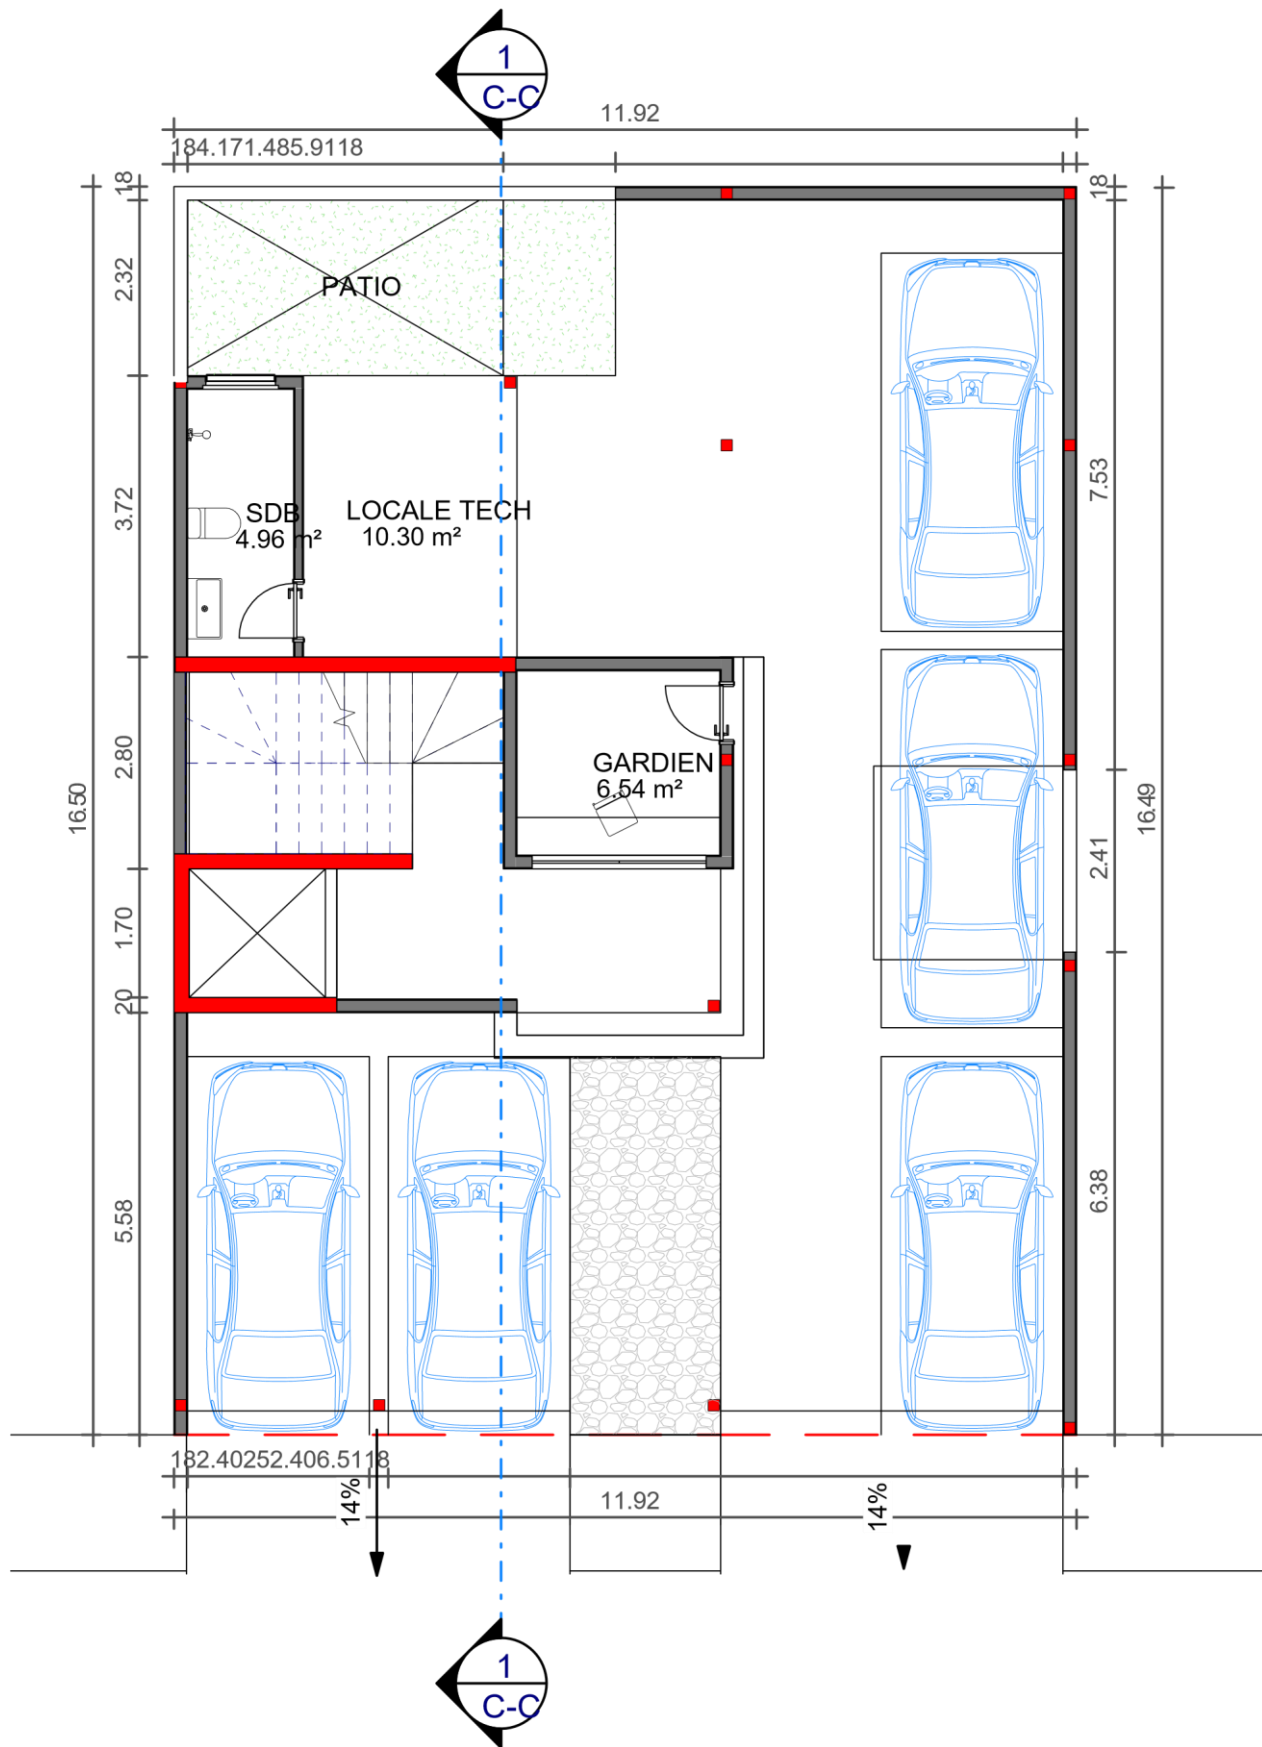 1
C-C
11.92
184.171.485.9118
18
18
2.32
PATIO
7.53
3.72
SDB
4.96 m²
LOCALE TECH
10.30 m²
2.80
GARDIEN
6.54 m²
16.50
16.49
2.41
1.70
20
5.58
6.38
182.40252.406.5118
14%
11.92
14%
1
C-C